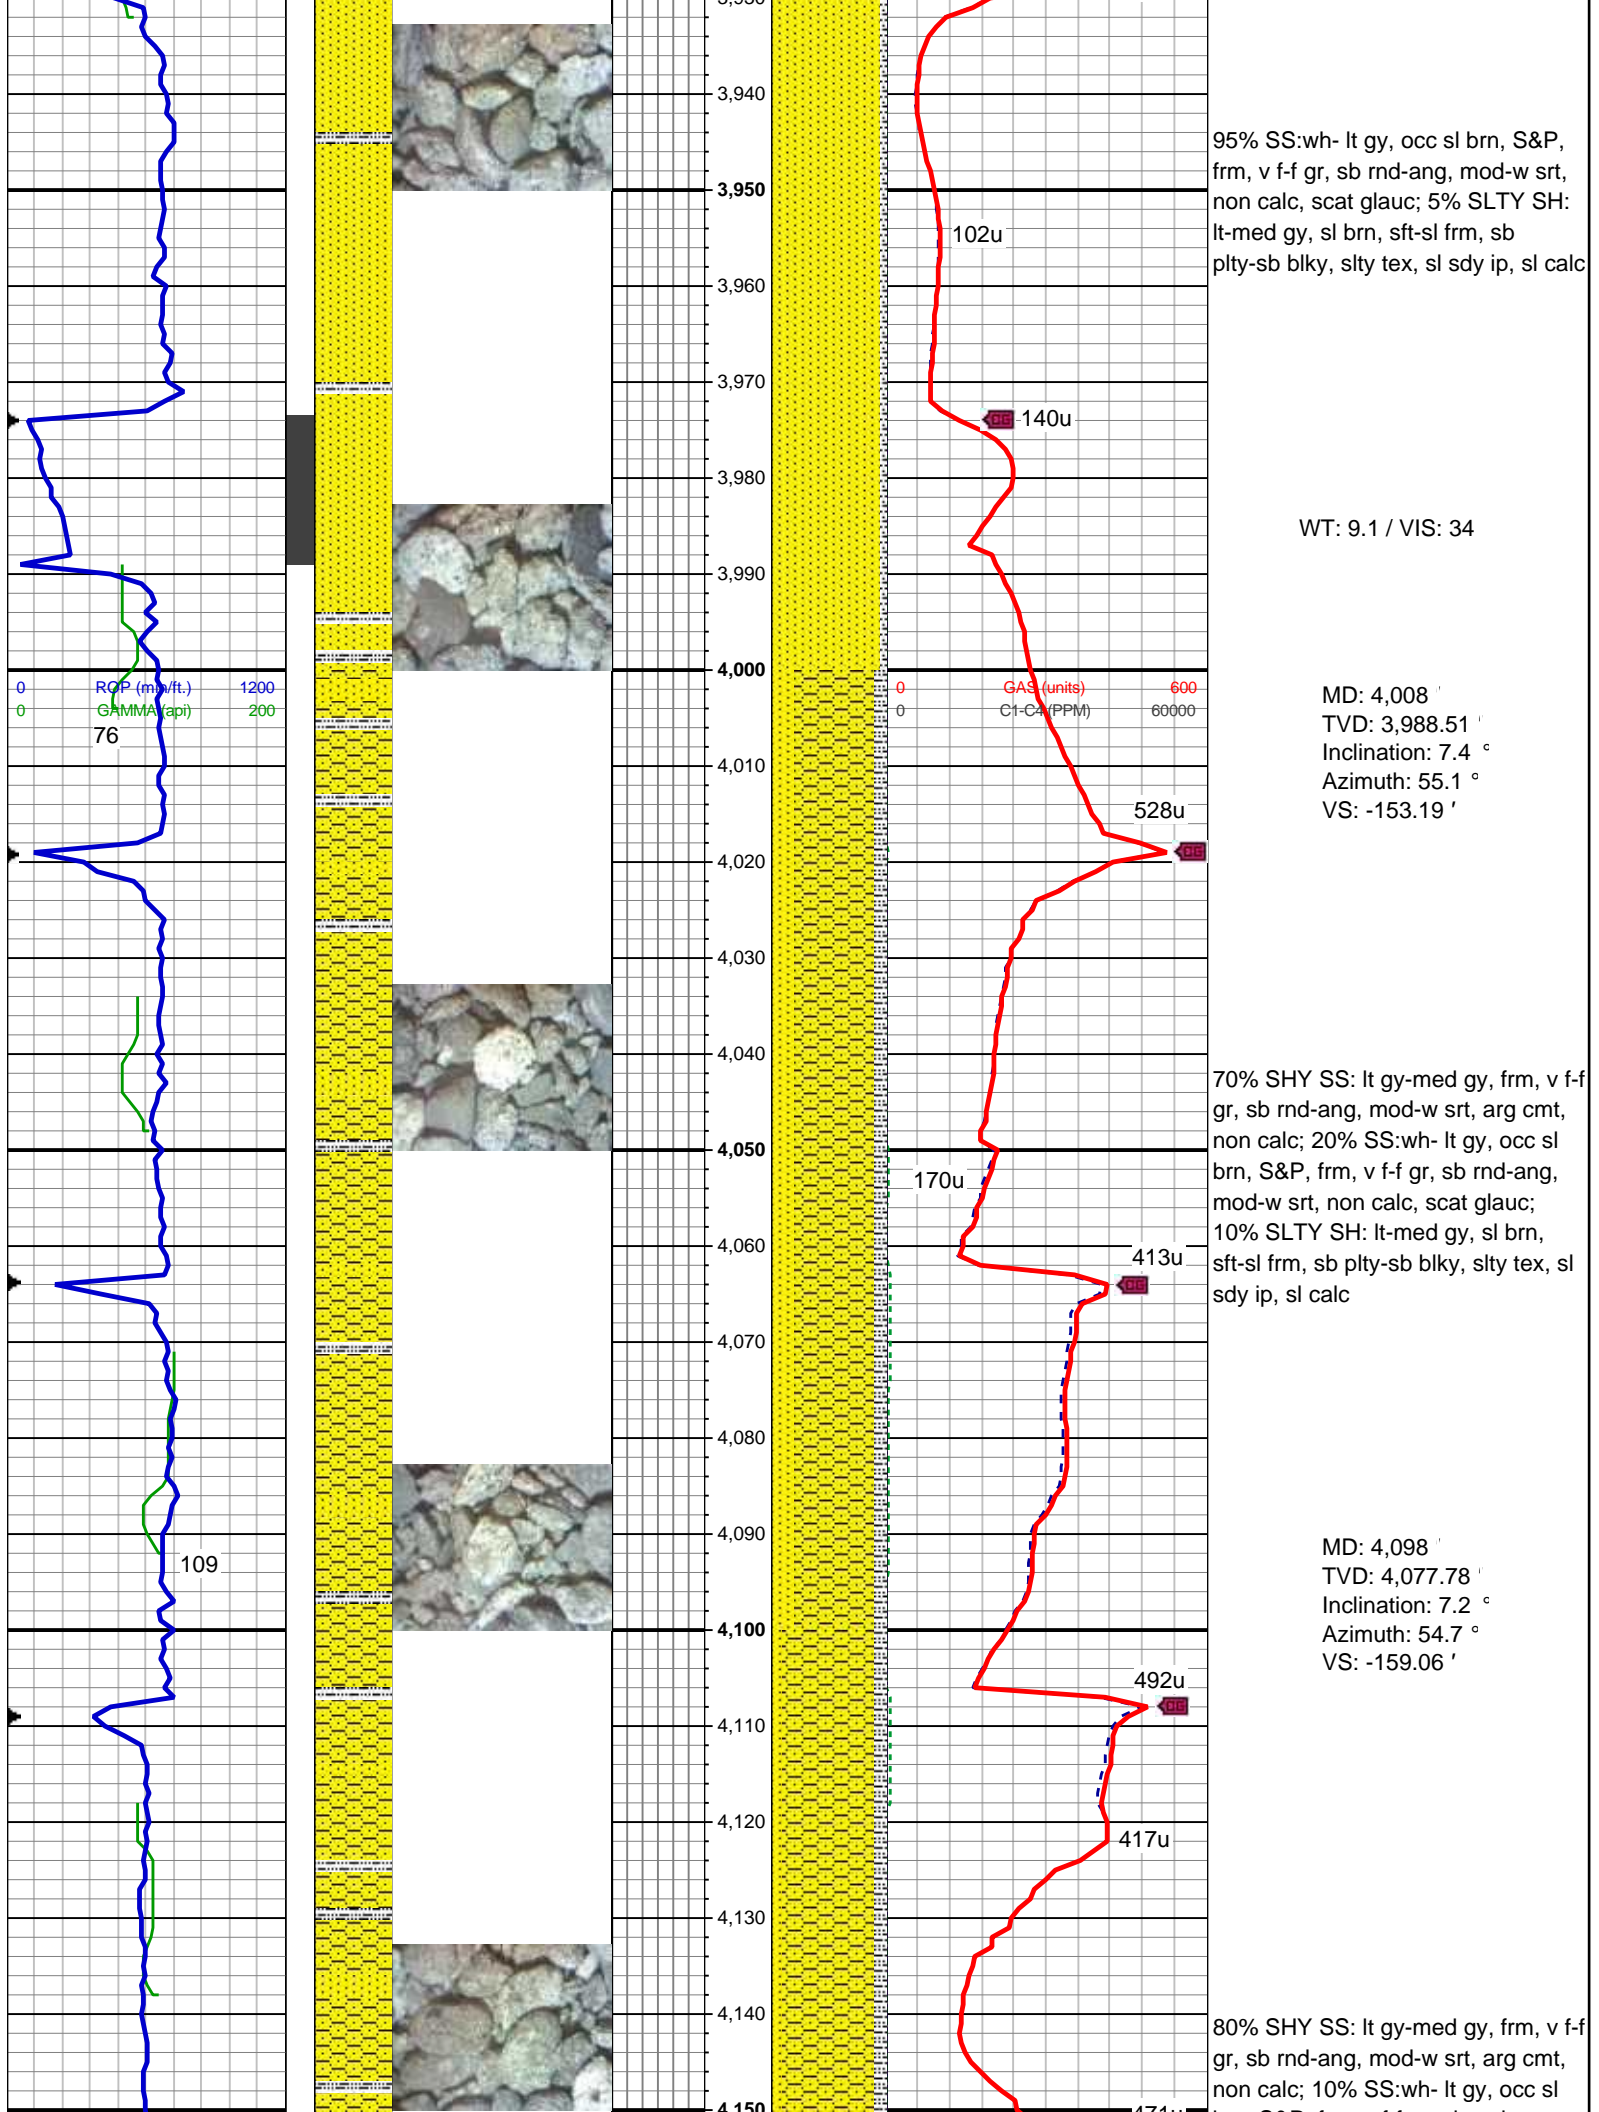 3,940
95% SS:wh- lt gy, occ sl brn, S&P,
frm, v f-f gr, sb rnd-ang, mod-w srt,
non calc, scat glauc; 5% SLTY SH:
lt-med gy, sl brn, sft-sl frm, sb
plty-sb blky, slty tex, sl sdy ip, sl calc
3,950
102u
3,960
3,970
CG 140u
3,980
WT: 9.1 / VIS: 34
3,990
4,000
0 ROP (min/ft.) 1200
0 GAMMA (api) 200
76
0 GAS (units) 600
0 C1-C4 (PPM) 60000
MD: 4,008 '
TVD: 3,988.51 '
Inclination: 7.4 °
Azimuth: 55.1 °
VS: -153.19 '
4,010
528u
CG
4,020
4,030
4,040
70% SHY SS: lt gy-med gy, frm, v f-f
gr, sb rnd-ang, mod-w srt, arg cmt,
non calc; 20% SS:wh- lt gy, occ sl
brn, S&P, frm, v f-f gr, sb rnd-ang,
mod-w srt, non calc, scat glauc;
10% SLTY SH: lt-med gy, sl brn,
sft-sl frm, sb plty-sb blky, slty tex, sl
sdy ip, sl calc
4,050
170u
4,060
413u
CG
4,070
4,080
4,090
109
MD: 4,098 '
TVD: 4,077.78 '
Inclination: 7.2 °
Azimuth: 54.7 °
VS: -159.06 '
4,100
492u
CG
4,110
4,120
417u
4,130
4,140
80% SHY SS: lt gy-med gy, frm, v f-f
gr, sb rnd-ang, mod-w srt, arg cmt,
non calc; 10% SS:wh- lt gy, occ sl
4,150
471u